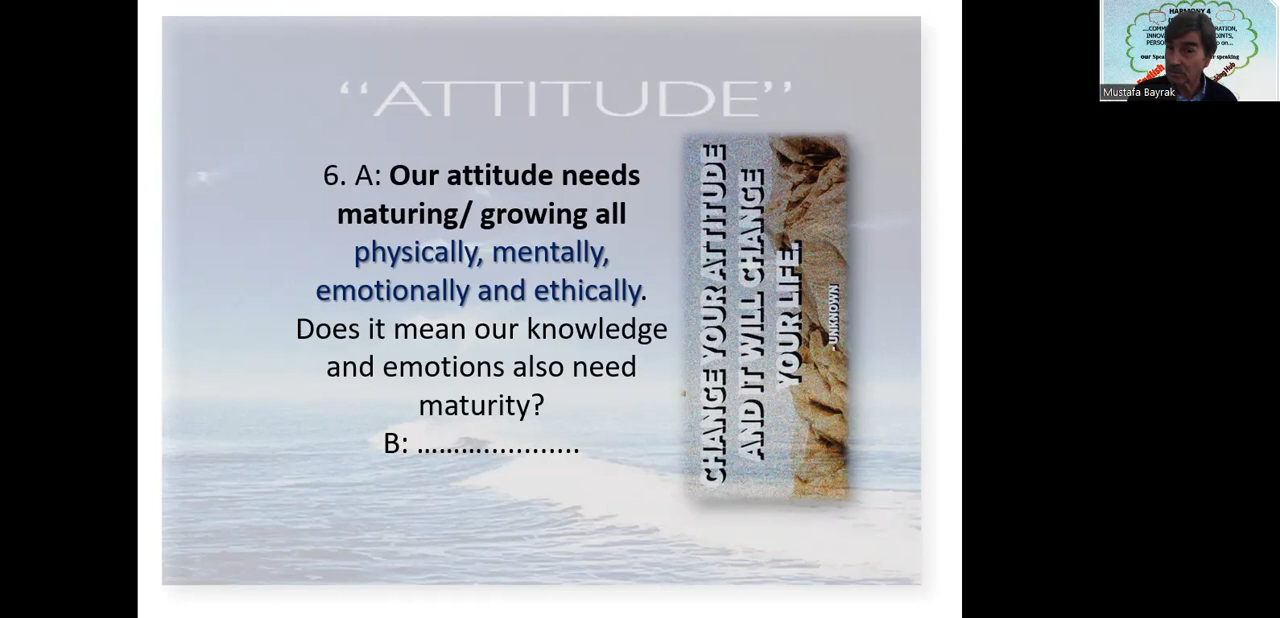 “ATTITUDE”
6. A: Our attitude needs
maturing/ growing all
physically, mentally,
emotionally and ethically.
Does it mean our knowledge
and emotions also need
maturity?
B: ......................
CHANGE YOUR ATTITUDE
AND IT WILL CHANGE
YOUR LIFE.
- UNKNOWN
HARMONY 4
English
Mustafa Bayrak